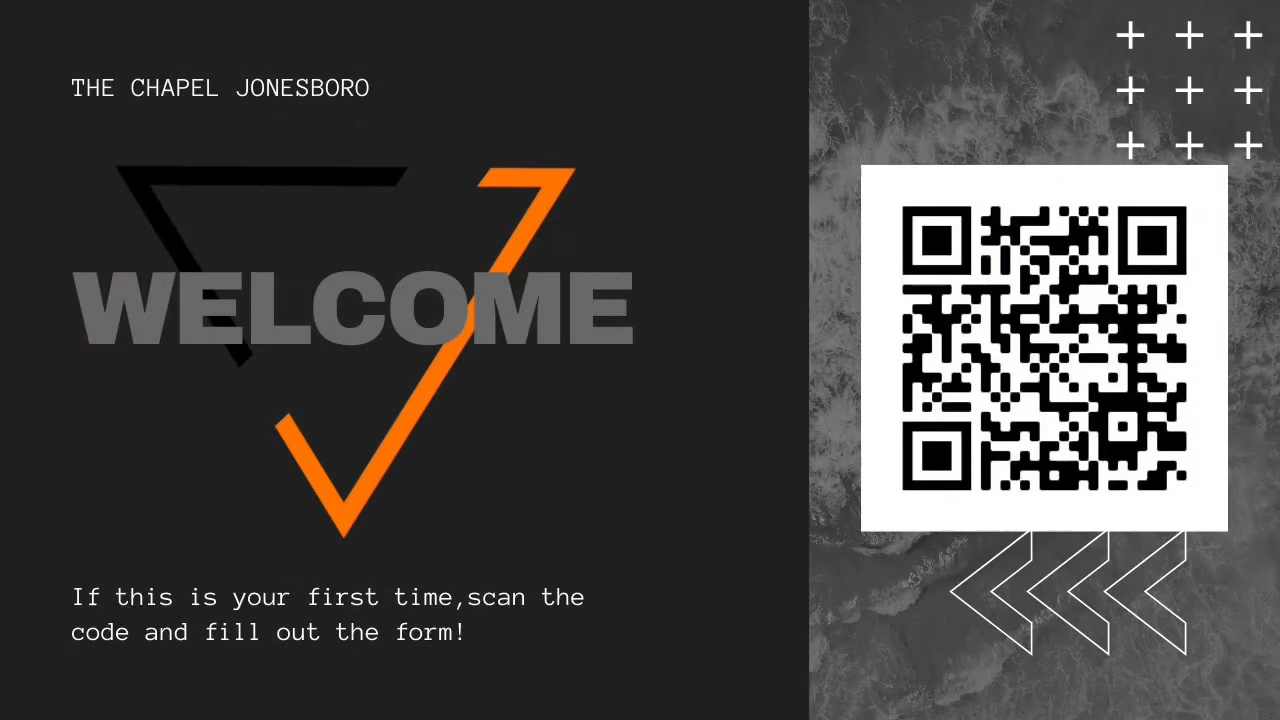 THE CHAPEL JONESBORO
WELCOME
If this is your first time,scan the
code and fill out the form!